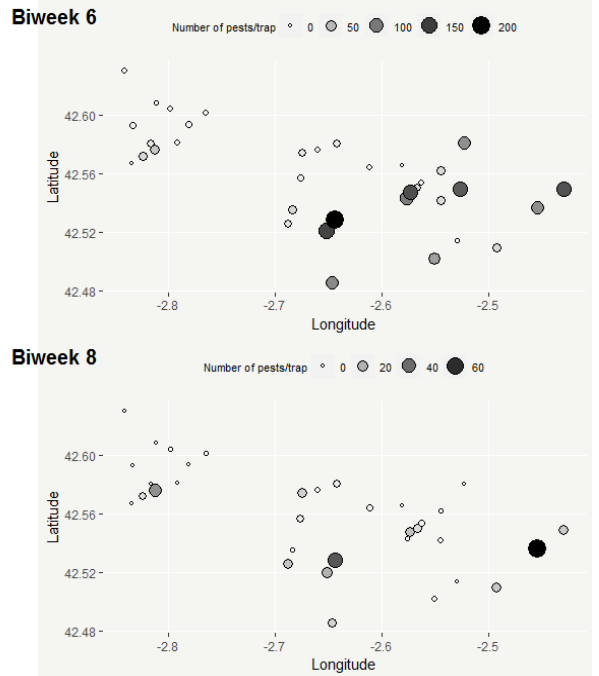 Biweek 6
Number of pests/trap 0 50 100 150 200
42.60
42.56
42.52
42.48
Latitude
-2.8 -2.7 -2.6 -2.5
Longitude
Biweek 8
Number of pests/trap 0 20 40 60
42.60
42.56
42.52
42.48
Latitude
-2.8 -2.7 -2.6 -2.5
Longitude